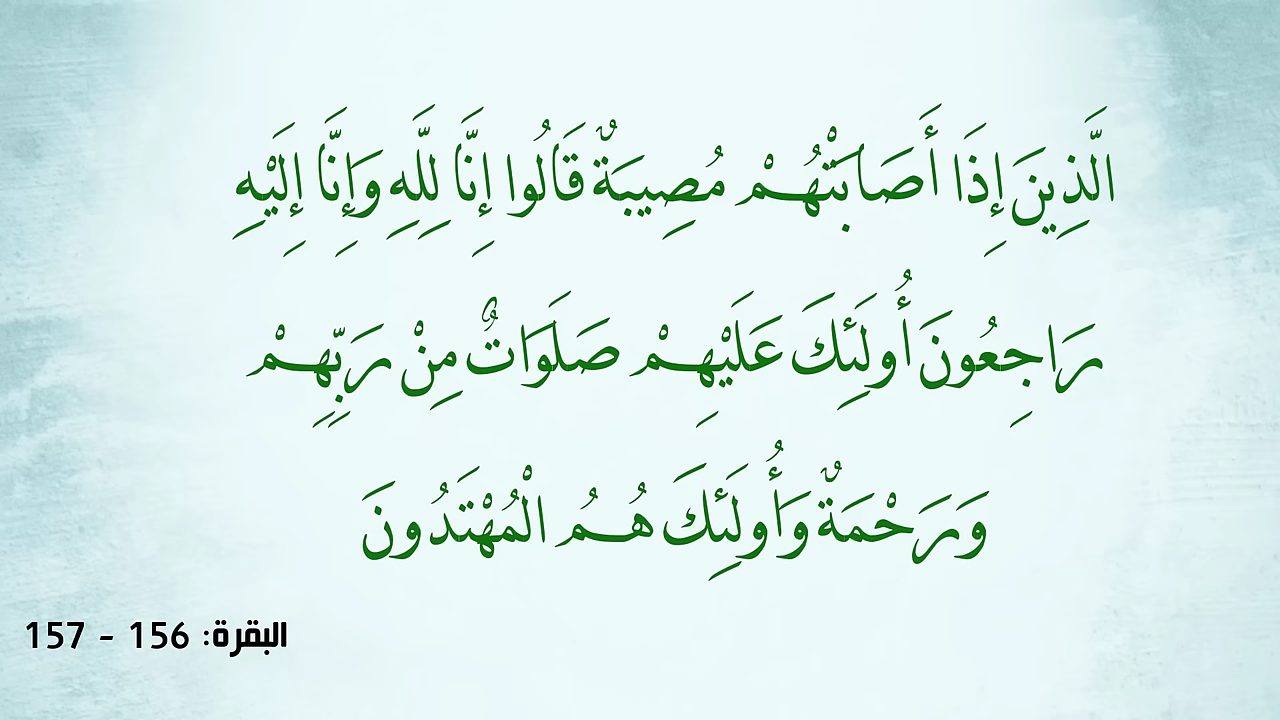 الَّذِينَ إِذَا أَصَابَتْهُمْ مُصِيبَةٌ قَالُوا إِنَّا لِلَّهِ وَإِنَّا إِلَيْهِ
رَاجِعُونَ أُولَئِكَ عَلَيْهِمْ صَلَوَاتٌ مِنْ رَبِّهِمْ
وَرَحْمَةٌ وَأُولَئِكَ هُمُ الْمُهْتَدُونَ
البقرة: 156 - 157